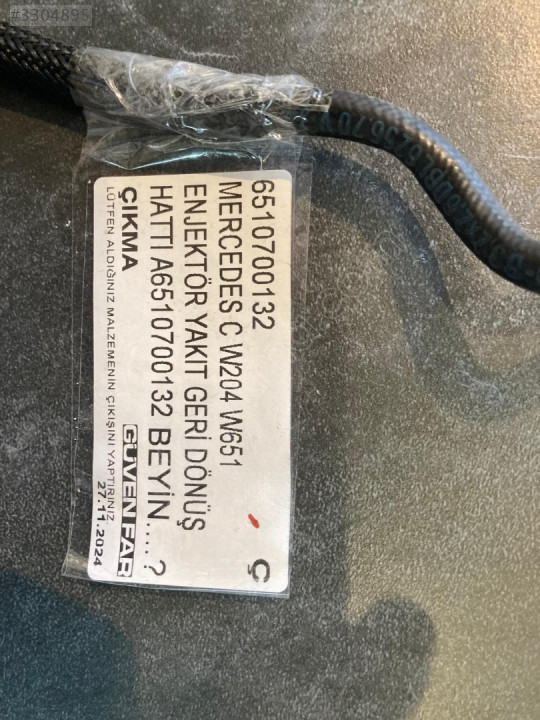 #3304895
6510700132
MERCEDES C W204 W651
ENJEKTÖR YAKIT GERİ DÖNÜŞ
HATTI A6510700132 BEYİN....?
ÇIKMA
GÜVEN FAR
LÜTFEN ALDIĞINIZ MALZEMENİN ÇIKIŞINI YAPTIRINIZ.
27.11.2024
Ç